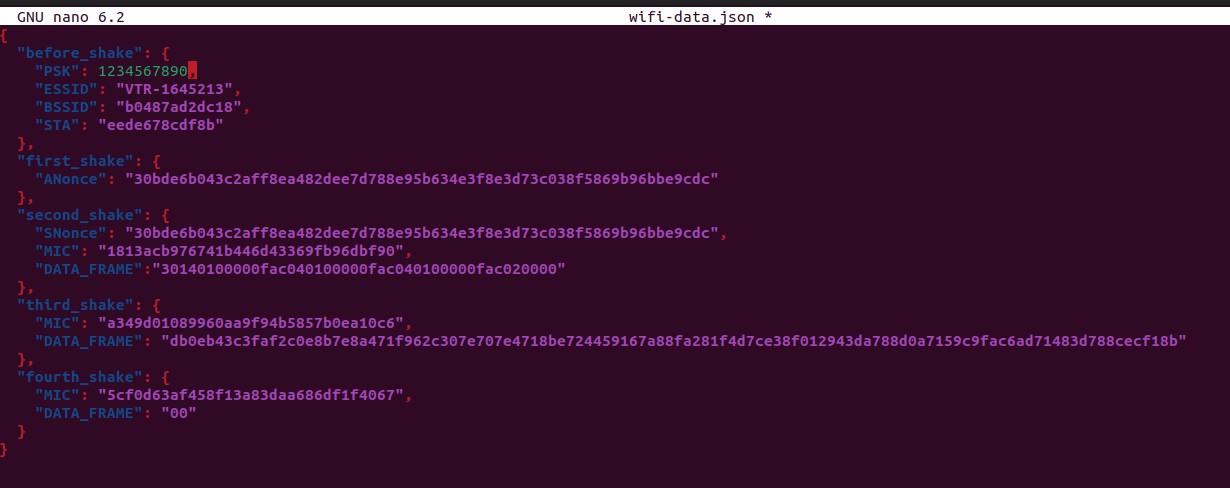 GNU nano 6.2 wifi-data.json *
{
  "before_shake": {
    "PSK": 1234567890,
    "ESSID": "VTR-1645213",
    "BSSID": "b0487ad2dc18",
    "STA": "eede678cdf8b"
  },
  "first_shake": {
    "ANonce": "30bde6b043c2aff8ea482dee7d788e95b634e3f8e3d73c038f5869b96bbe9cdc"
  },
  "second_shake": {
    "SNonce": "30bde6b043c2aff8ea482dee7d788e95b634e3f8e3d73c038f5869b96bbe9cdc",
    "MIC": "1813acb976741b446d43369fb96dbf90",
    "DATA_FRAME":"30140100000fac040100000fac040100000fac020000"
  },
  "third_shake": {
    "MIC": "a349d01089960aa9f94b5857b0ea10c6",
    "DATA_FRAME": "db0eb43c3faf2c0e8b7e8a471f962c307e707e4718be724459167a88fa281f4d7ce38f012943da788d0a7159c9fac6ad71483d788cecf18b"
  },
  "fourth_shake": {
    "MIC": "5cf0d63af458f13a83daa686df1f4067",
    "DATA_FRAME": "00"
  }
}